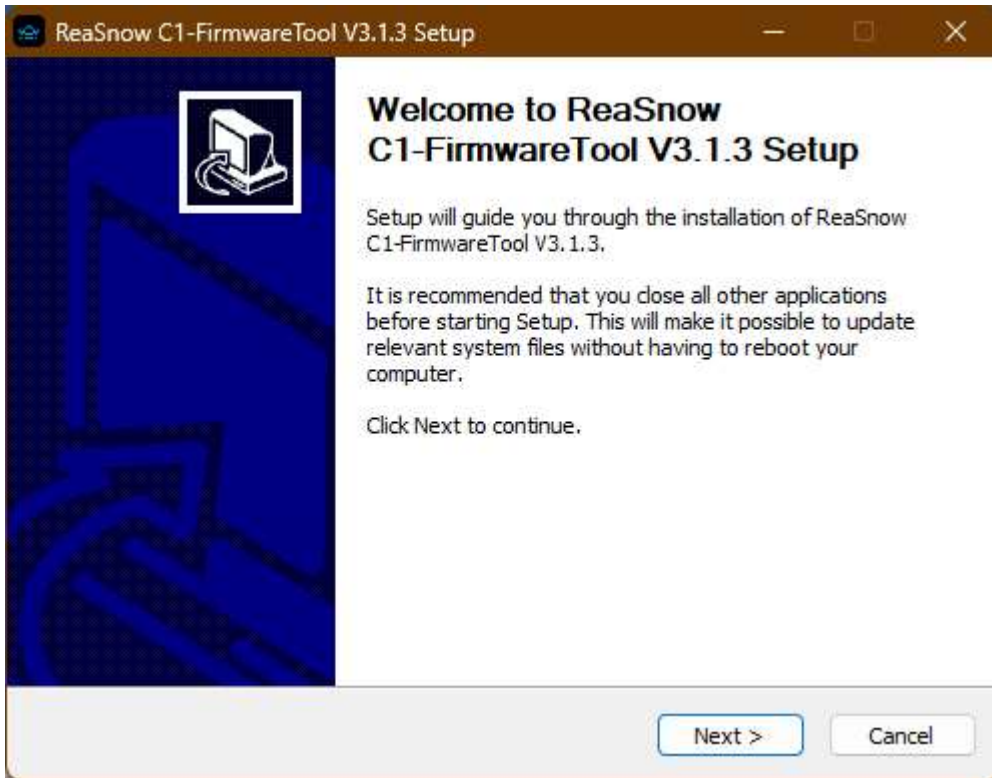 ReaSnow C1-FirmwareTool V3.1.3 Setup
Welcome to ReaSnow
C1-FirmwareTool V3.1.3 Setup
Setup will guide you through the installation of ReaSnow
C1-FirmwareTool V3.1.3.
It is recommended that you close all other applications
before starting Setup. This will make it possible to update
relevant system files without having to reboot your
computer.
Click Next to continue.
Next >
Cancel